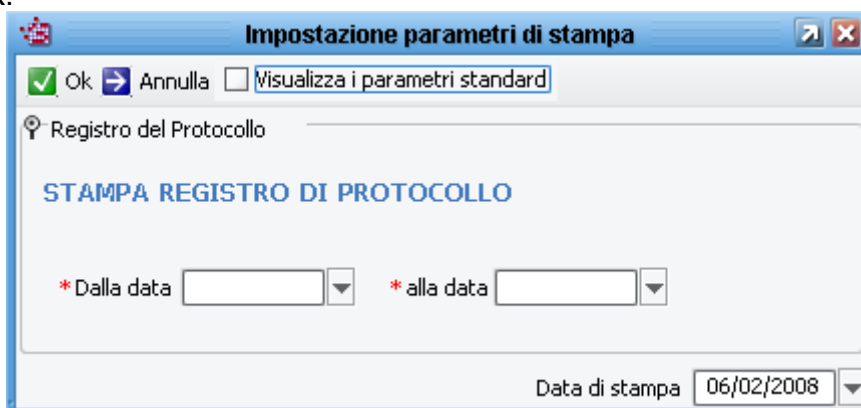 Impostazione parametri di stampa
Ok Annulla Visualizza i parametri standard
Registro del Protocollo
STAMPA REGISTRO DI PROTOCOLLO
*Dalla data *alla data
Data di stampa 06/02/2008